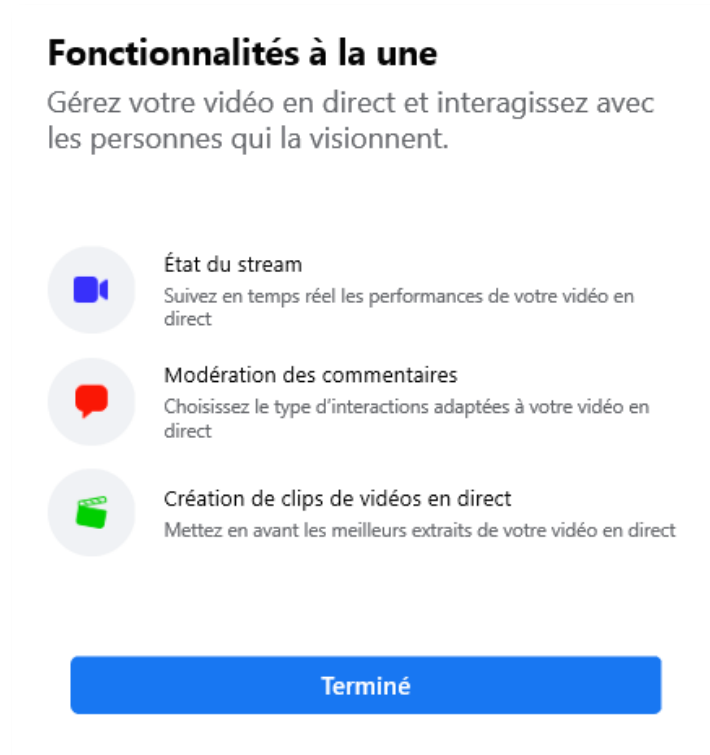 Fonctionnalités à la une
Gérez votre vidéo en direct et interagissez avec
les personnes qui la visionnent.
État du stream
Suivez en temps réel les performances de votre vidéo en
direct
Modération des commentaires
Choisissez le type d’interactions adaptées à votre vidéo en
direct
Création de clips de vidéos en direct
Mettez en avant les meilleurs extraits de votre vidéo en direct
Terminé